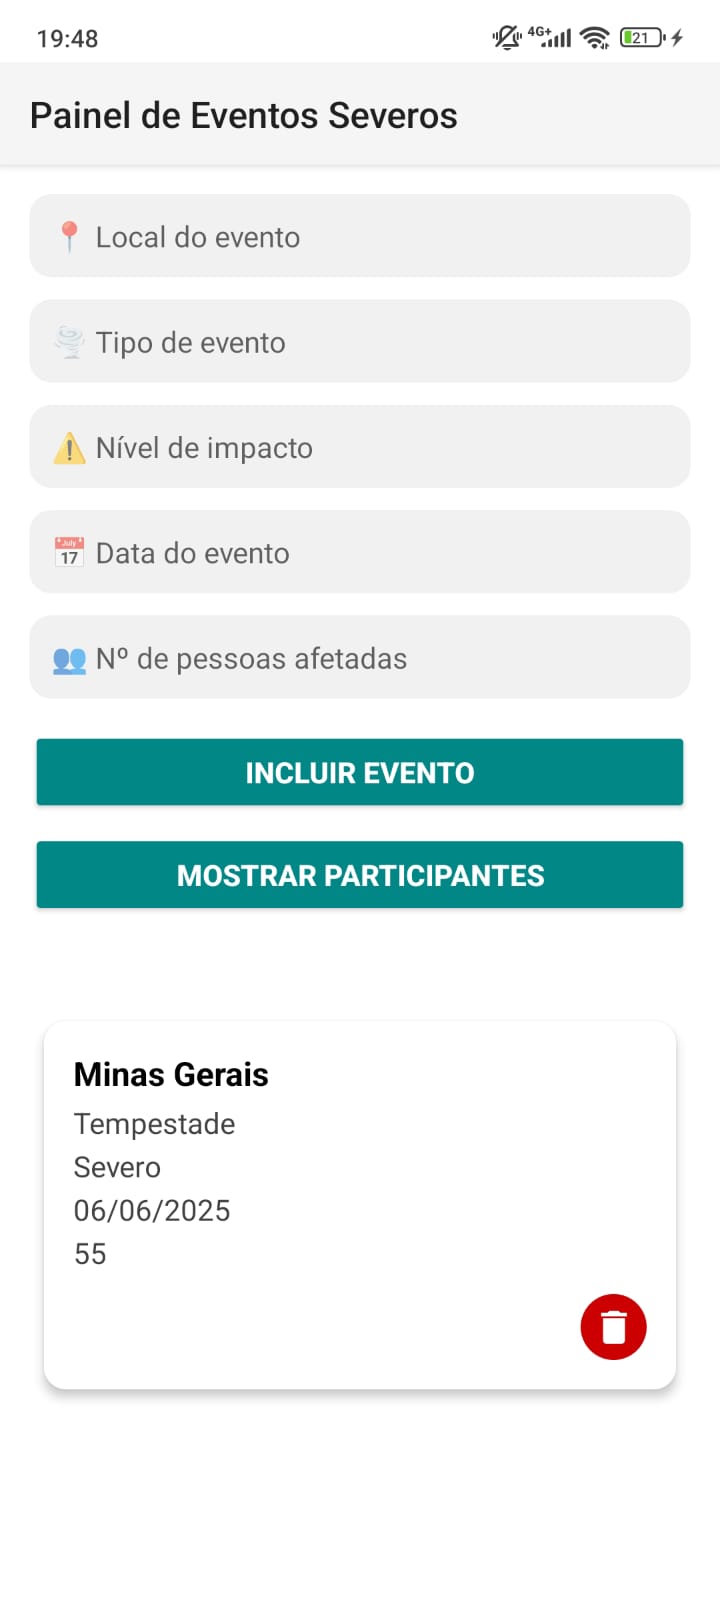 19:48
4G+
21
Painel de Eventos Severos
📍 Local do evento
🌪️ Tipo de evento
⚠️ Nível de impacto
📅 Data do evento
👥 Nº de pessoas afetadas
INCLUIR EVENTO
MOSTRAR PARTICIPANTES
Minas Gerais
Tempestade
Severo
06/06/2025
55